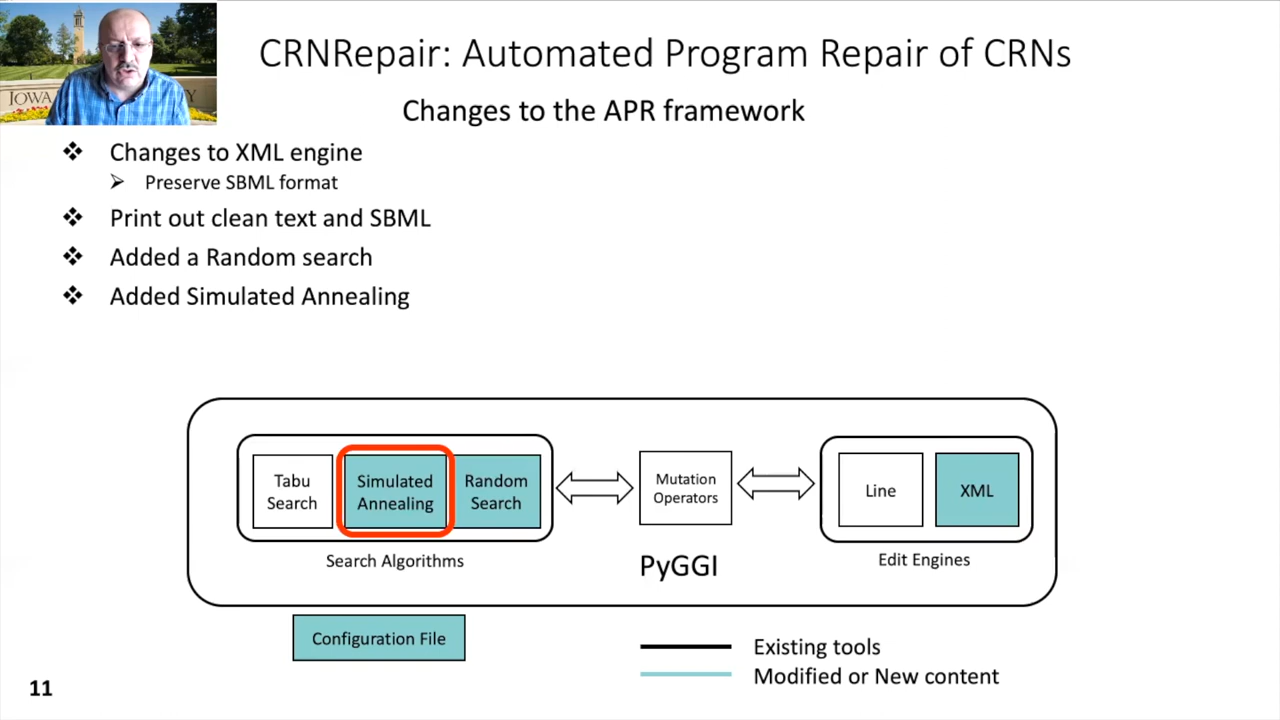 CRNRepair: Automated Program Repair of CRNs
Changes to the APR framework
IOWA
❖ Changes to XML engine
➢ Preserve SBML format
❖ Print out clean text and SBML
❖ Added a Random search
❖ Added Simulated Annealing
Tabu
Search
Simulated
Annealing
Random
Search
Search Algorithms
Mutation
Operators
PyGGI
Line
XML
Edit Engines
Configuration File
Existing tools
Modified or New content
11